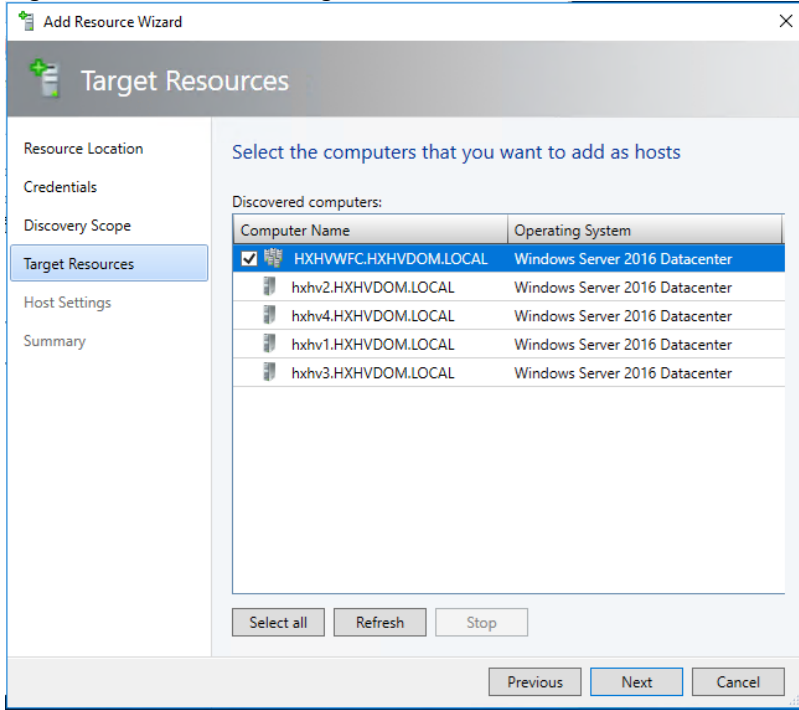 Add Resource Wizard
Target Resources
Resource Location
Credentials
Discovery Scope
Target Resources
Host Settings
Summary
Select the computers that you want to add as hosts
Discovered computers:
Computer Name Operating System
HXHVWFC.HXHVDOM.LOCAL Windows Server 2016 Datacenter
hxhv2.HXHVDOM.LOCAL Windows Server 2016 Datacenter
hxhv4.HXHVDOM.LOCAL Windows Server 2016 Datacenter
hxhv1.HXHVDOM.LOCAL Windows Server 2016 Datacenter
hxhv3.HXHVDOM.LOCAL Windows Server 2016 Datacenter
Select all Refresh Stop
Previous Next Cancel